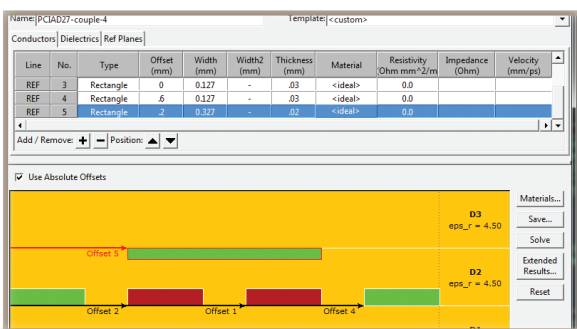 Name: PCIAD27-couple-4 Template: <custom>
Conductors Dielectrics Ref Planes
Line No. Type Offset (mm) Width (mm) Width2 (mm) Thickness (mm) Material Resistivity (Ohm mm^2/m Impedance (Ohm) Velocity (mm/ps)
REF 3 Rectangle 0 0.127 - .03 <ideal> 0.0
REF 4 Rectangle .6 0.127 - .03 <ideal> 0.0
REF 5 Rectangle .2 0.327 - .02 <ideal> 0.0
Add / Remove: Position:
Use Absolute Offsets
Materials...
D3
eps_r = 4.50
Save...
Solve
Offset 5
Extended Results...
D2
eps_r = 4.50
Reset
Offset 2 Offset 1 Offset 4